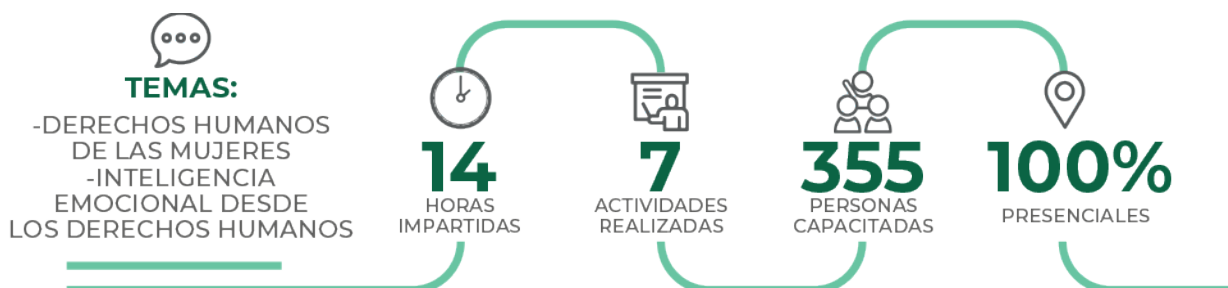 TEMAS:
-DERECHOS HUMANOS
DE LAS MUJERES
-INTELIGENCIA
EMOCIONAL DESDE
LOS DERECHOS HUMANOS
14
HORAS
IMPARTIDAS
7
ACTIVIDADES
REALIZADAS
355
PERSONAS
CAPACITADAS
100%
PRESENCIALES